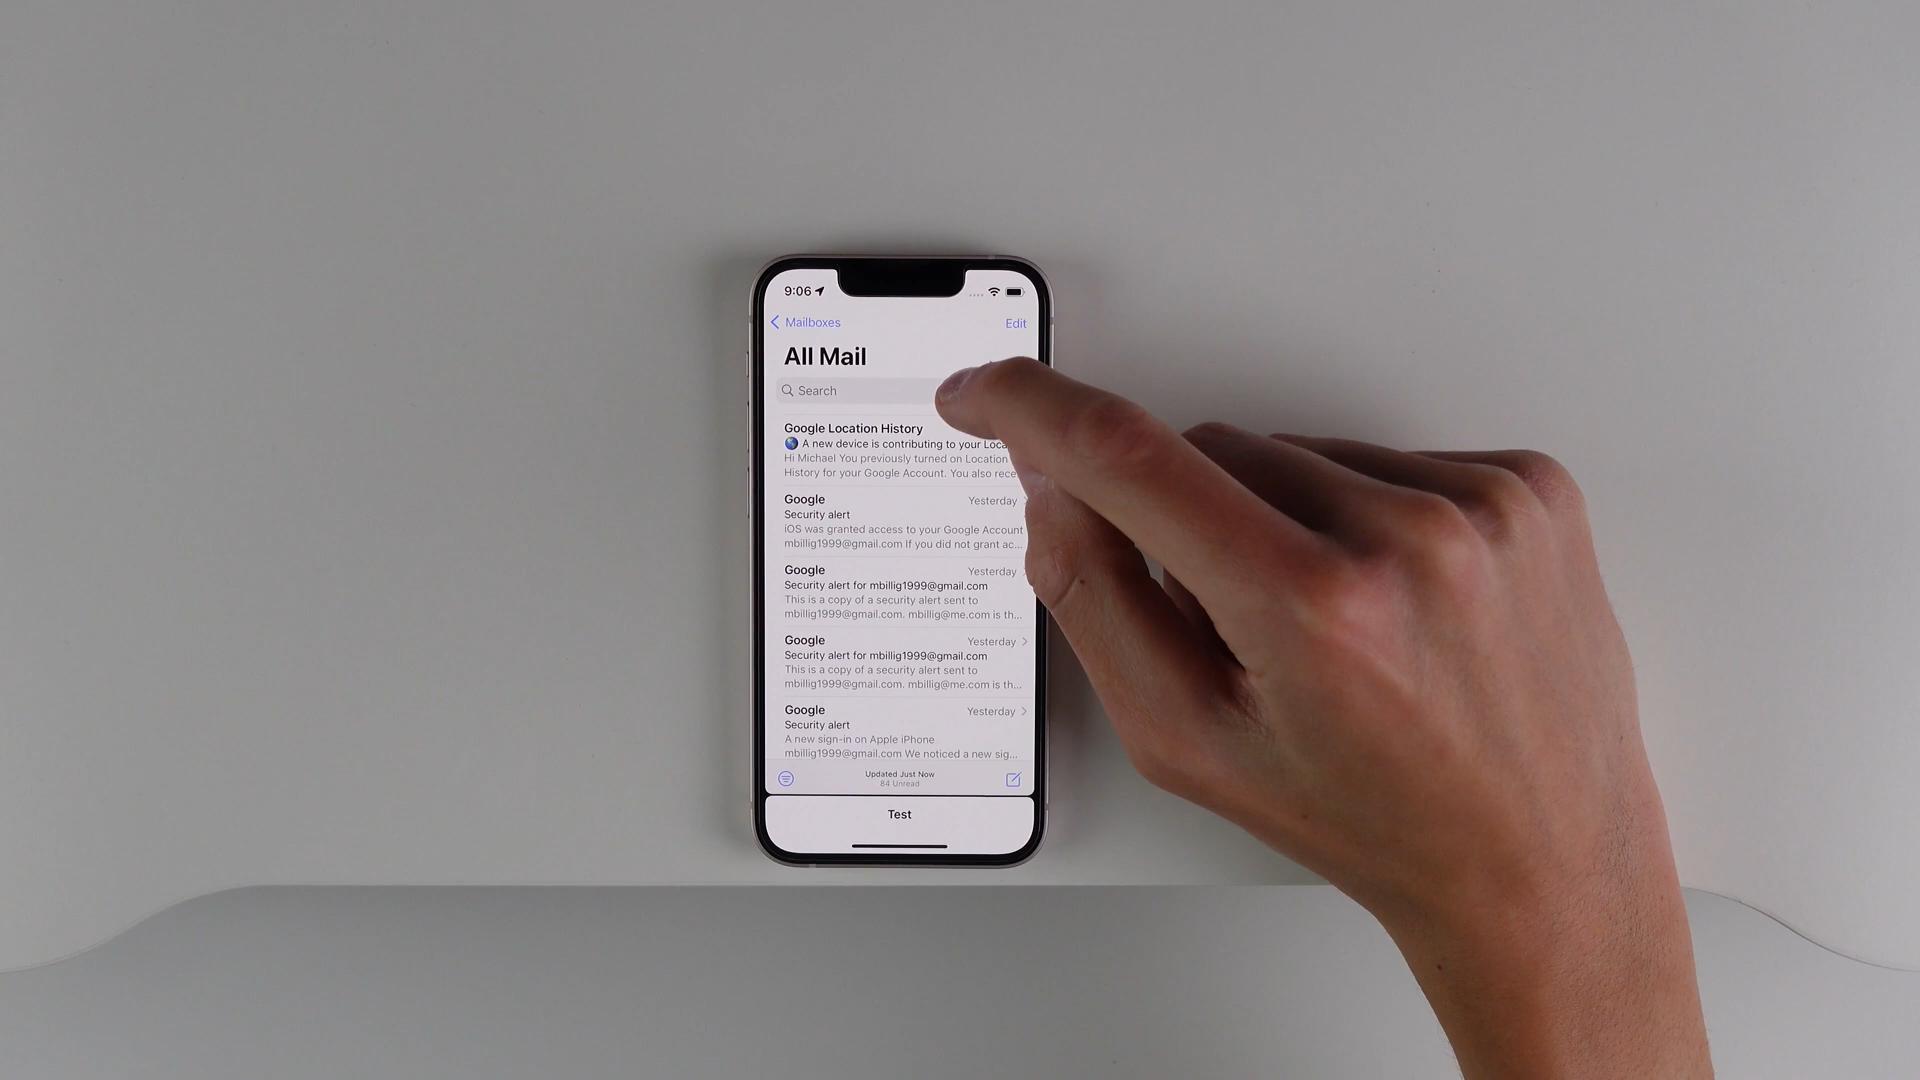 9:06
Mailboxes
Edit
All Mail
Search
Google Location History
A new device is contributing to your Loca
Hi Michael You previously turned on Location
History for your Google Account. You also rece
Google Yesterday
Security alert
iOS was granted access to your Google Account
mbillig1999@gmail.com If you did not grant ac...
Google Yesterday
Security alert for mbillig1999@gmail.com
This is a copy of a security alert sent to
mbillig1999@gmail.com. mbillig@me.com is th...
Google Yesterday
Security alert for mbillig1999@gmail.com
This is a copy of a security alert sent to
mbillig1999@gmail.com. mbillig@me.com is th...
Google Yesterday
Security alert
A new sign-in on Apple iPhone
mbillig1999@gmail.com We noticed a new sig...
Updated Just Now
84 Unread
Test